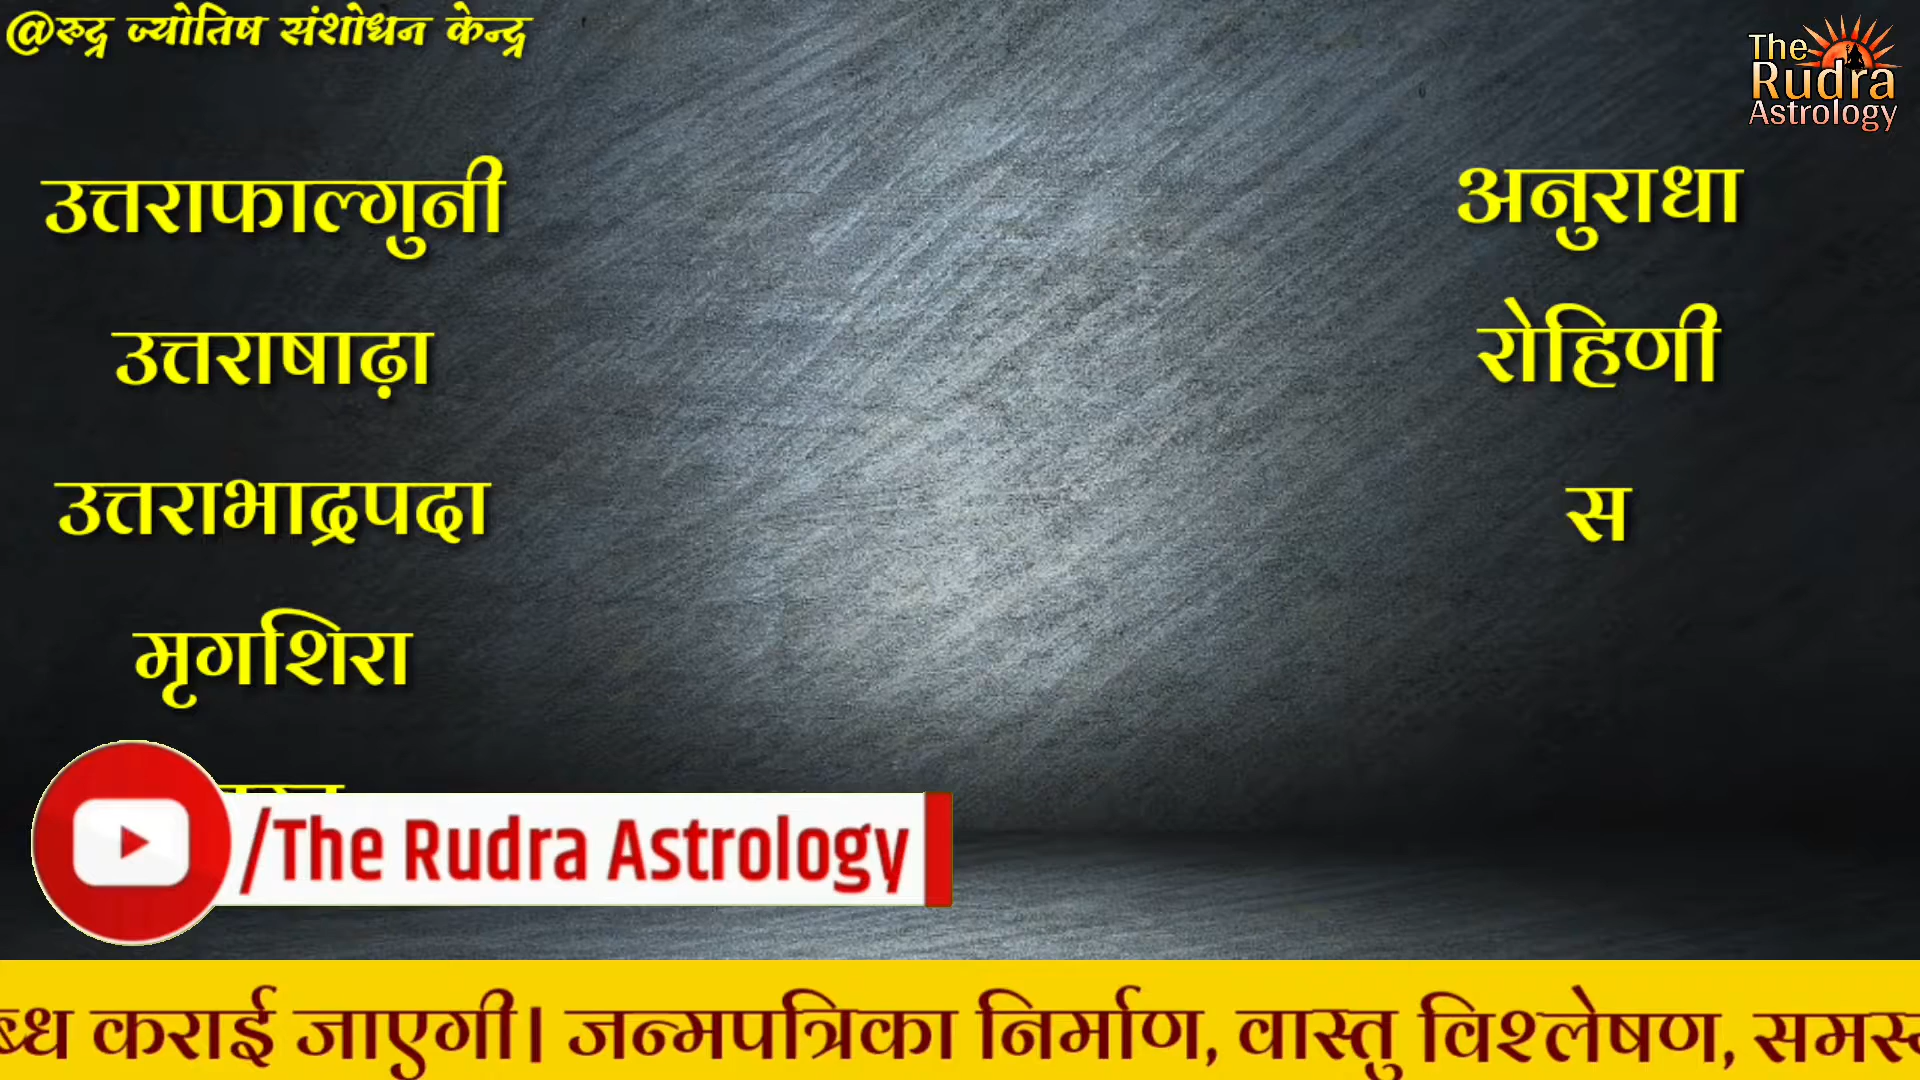 @रुद्र ज्योतिष संशोधन केन्द्र
The
Rudra
Astrology
उत्तराफाल्गुनी
अनुराधा
उत्तराषाढ़ा
रोहिणी
उत्तराभाद्रपदा
स
मृगशिरा
/The Rudra Astrology
ब्ध कराई जाएगी। जन्मपत्रिका निर्माण, वास्तु विश्लेषण, समस्